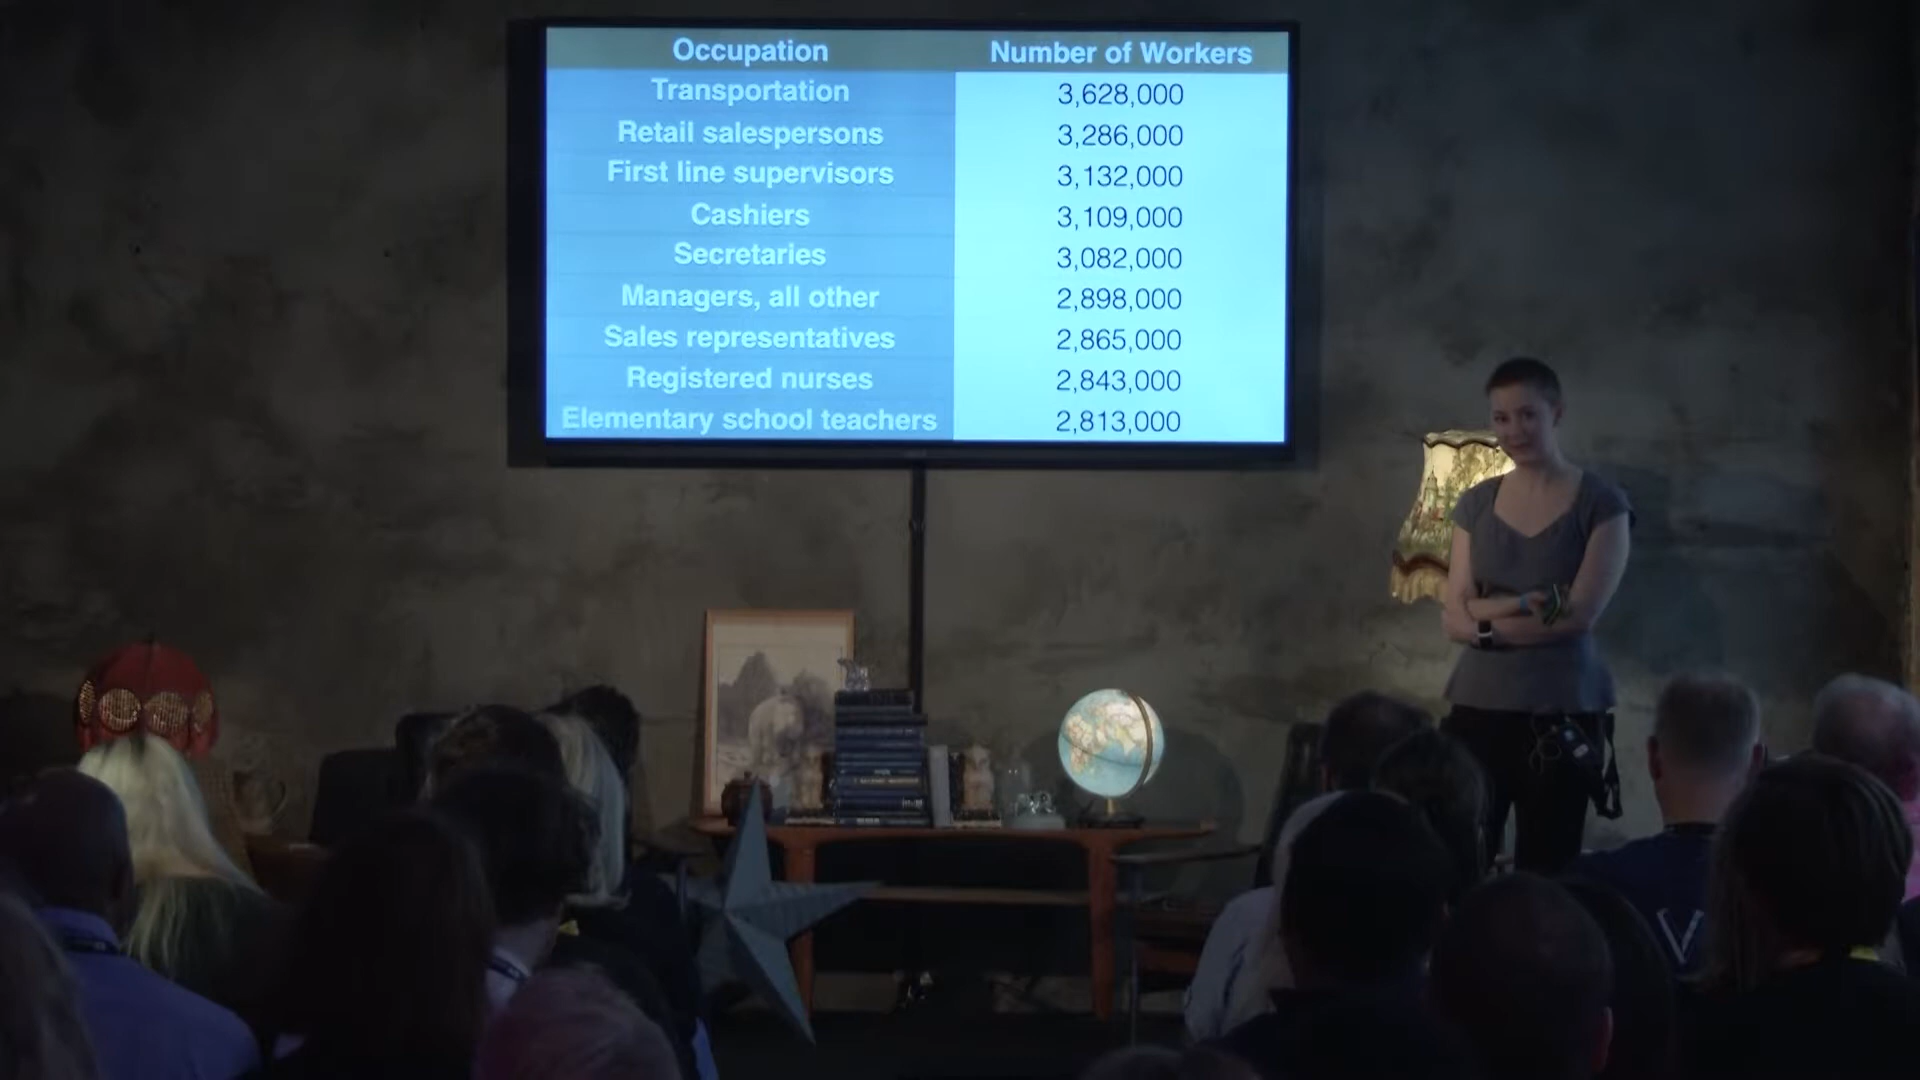 Occupation Number of Workers
Transportation 3,628,000
Retail salespersons 3,286,000
First line supervisors 3,132,000
Cashiers 3,109,000
Secretaries 3,082,000
Managers, all other 2,898,000
Sales representatives 2,865,000
Registered nurses 2,843,000
Elementary school teachers 2,813,000
V